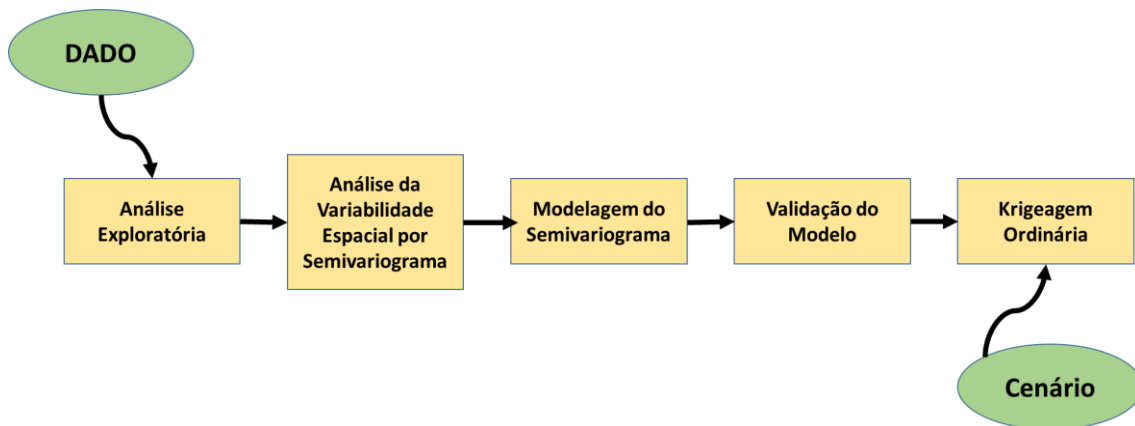 DADO
Análise
Exploratória
Análise da
Variabilidade
Espacial por
Semivariograma
Modelagem do
Semivariograma
Validação do
Modelo
Krigeagem
Ordinária
Cenário